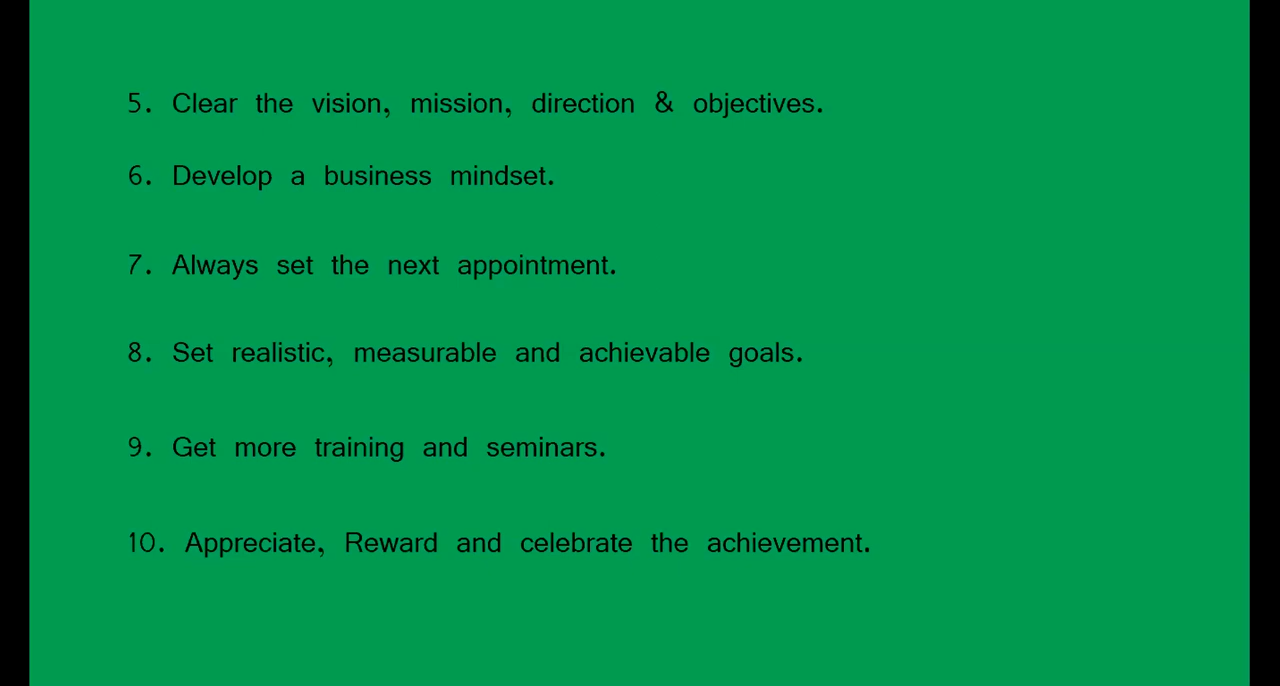 5. Clear the vision, mission, direction & objectives.
6. Develop a business mindset.
7. Always set the next appointment.
8. Set realistic, measurable and achievable goals.
9. Get more training and seminars.
10. Appreciate, Reward and celebrate the achievement.